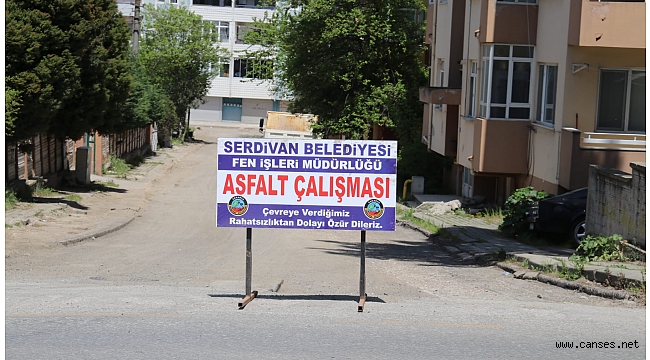 SERDİVAN BELEDİYESİ
FEN İŞLERİ MÜDÜRLÜĞÜ
ASFALT ÇALIŞMASI
Çevreye Verdiğimiz
Rahatsızlıktan Dolayı Özür Dileriz.
www.canses.net